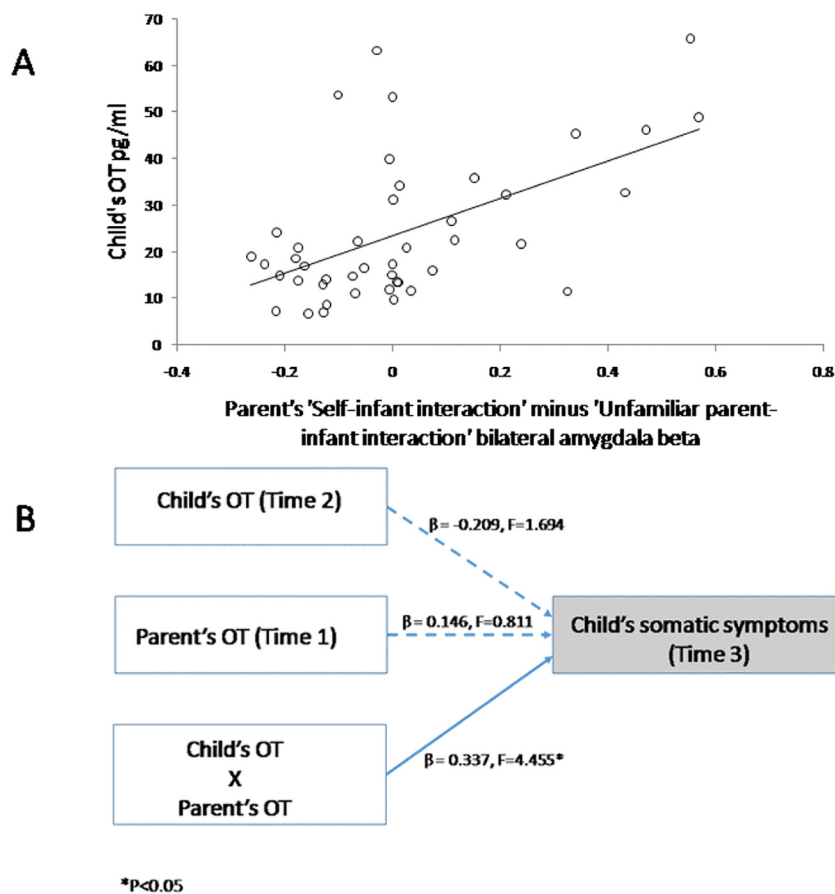 A
70
60
50
40
30
20
10
0
Child's OT pg/ml
-0.4 -0.2 0 0.2 0.4 0.6 0.8
Parent's 'Self-infant interaction' minus 'Unfamiliar parent-
infant interaction' bilateral amygdala beta
B
Child's OT (Time 2)
β = -0.209, F=1.694
Parent's OT (Time 1)
β = 0.146, F=0.811
Child's somatic symptoms
(Time 3)
Child's OT
X
Parent's OT
β = 0.337, F=4.455*
*P<0.05